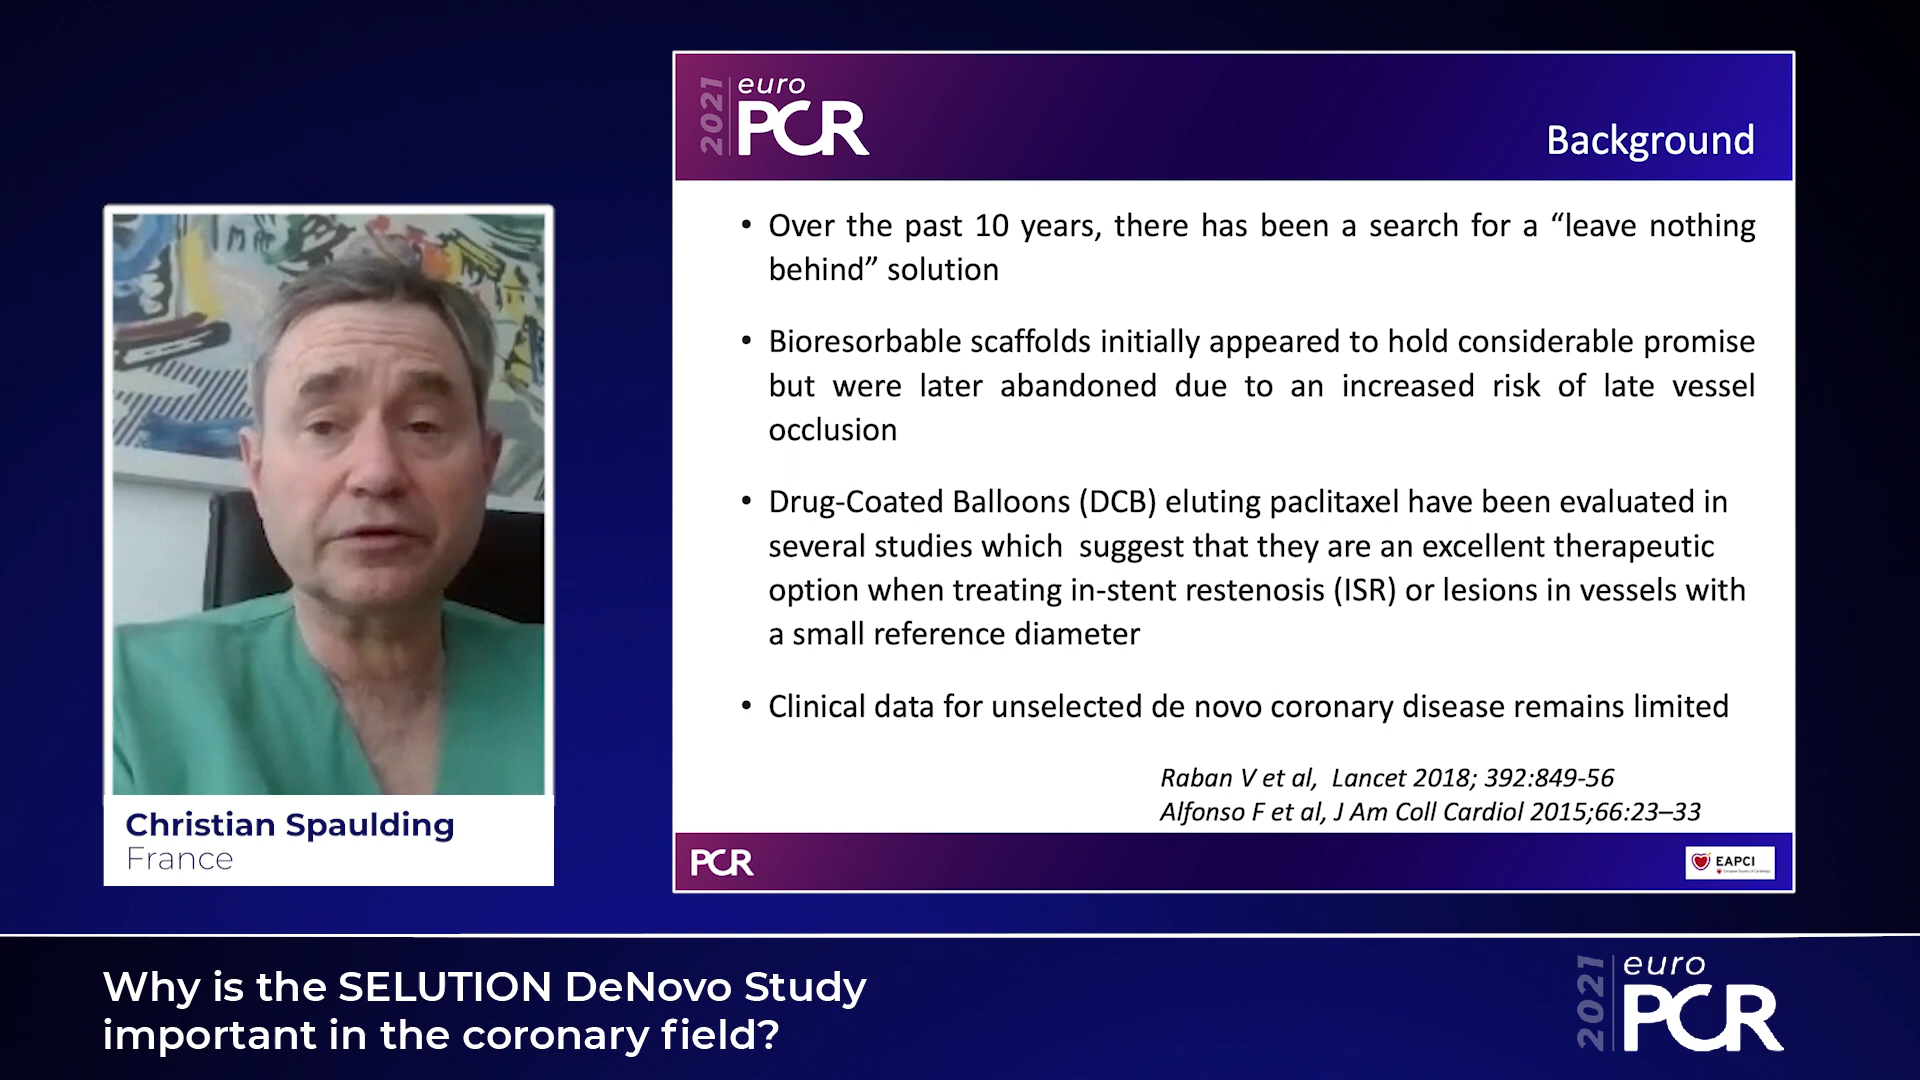 2021 euro
PCR
Background
• Over the past 10 years, there has been a search for a “leave nothing
behind” solution
• Bioresorbable scaffolds initially appeared to hold considerable promise
but were later abandoned due to an increased risk of late vessel
occlusion
• Drug-Coated Balloons (DCB) eluting paclitaxel have been evaluated in
several studies which suggest that they are an excellent therapeutic
option when treating in-stent restenosis (ISR) or lesions in vessels with
a small reference diameter
• Clinical data for unselected de novo coronary disease remains limited
Raban V et al, Lancet 2018; 392:849-56
Alfonso F et al, J Am Coll Cardiol 2015;66:23–33
PCR
EAPCI
Christian Spaulding
France
Why is the SELUTION DeNovo Study
important in the coronary field?
2021 euro
PCR